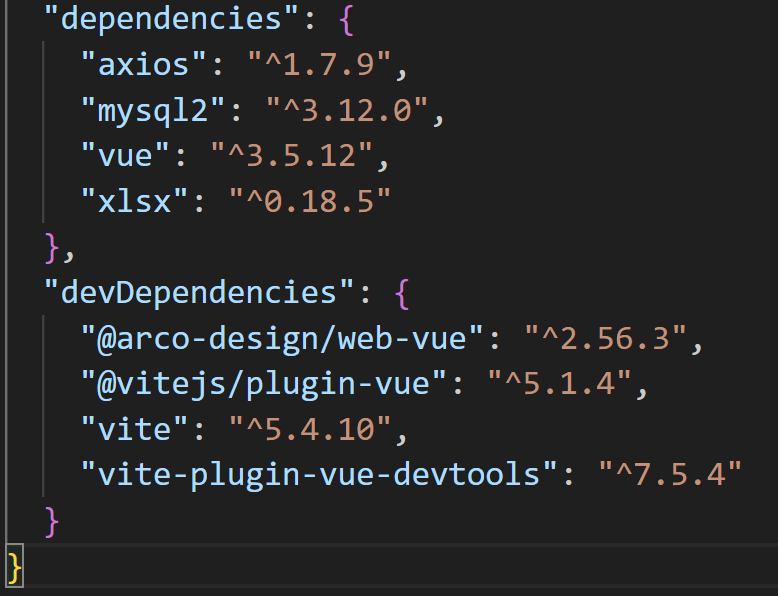 "dependencies": {
"axios": "^1.7.9",
"mysql2": "^3.12.0",
"vue": "^3.5.12",
"xlsx": "^0.18.5"
},
"devDependencies": {
"@arco-design/web-vue": "^2.56.3",
"@vitejs/plugin-vue": "^5.1.4",
"vite": "^5.4.10",
"vite-plugin-vue-devtools": "^7.5.4"
}
}